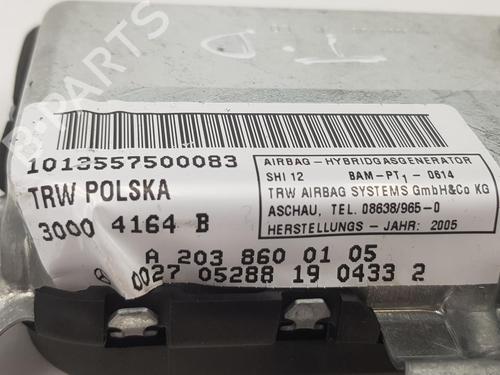 B-PARTS
1013557500083
TRW POLSKA
3000 4164 B
AIRBAG-HYBRIDGASGENERATOR
SHI 12 BAM-PT1-0614
TRW AIRBAG SYSTEMS GmbH&Co KG
ASCHAU, TEL. 08638/965-0
HERSTELLUNGS - JAHR: 2005
A 203 860 01 05
0027 05288 19 0433 2